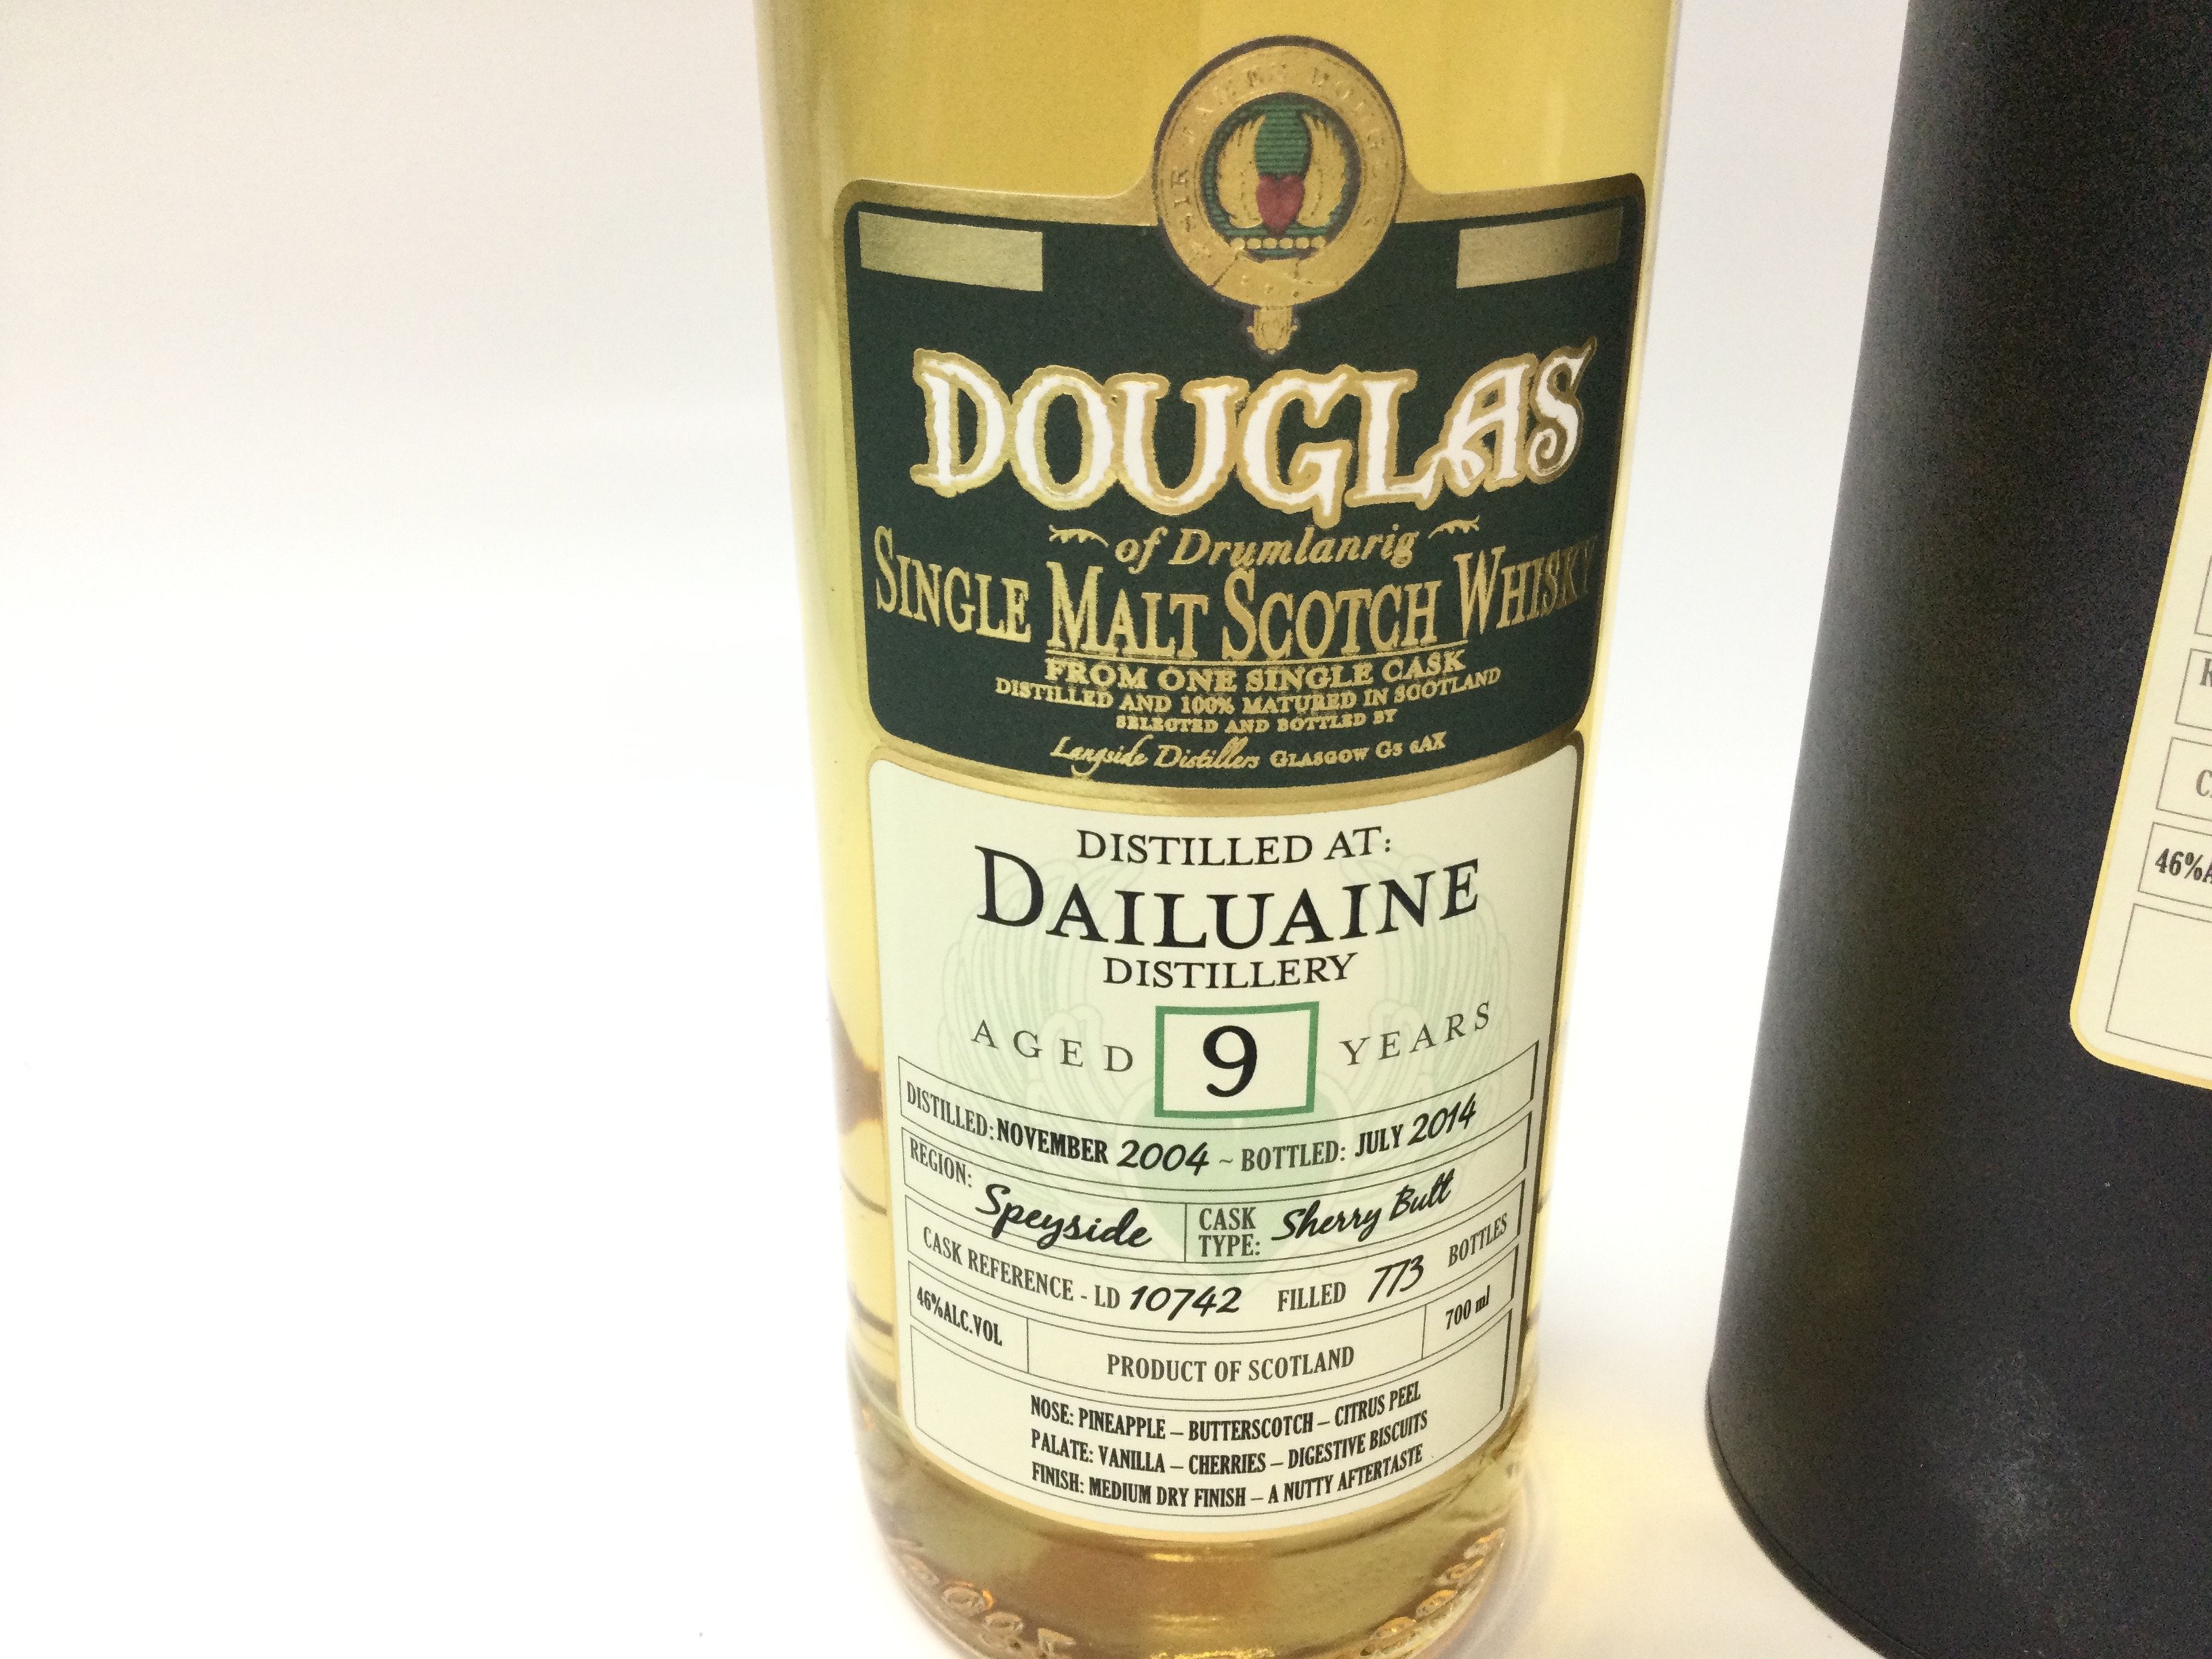 SIR JAMES DOUGLAS
DOUGLAS
of Drumlanrig
SINGLE MALT SCOTCH WHISKY
FROM ONE SINGLE CASK
DISTILLED AND 100% MATURED IN SCOTLAND
SELECTED AND BOTTLED BY
Langside Distillers GLASGOW G3 6AX
DISTILLED AT:
DAILUAINE
DISTILLERY
AGED 9 YEARS
DISTILLED: NOVEMBER 2004 ~ BOTTLED: JULY 2014
REGION: Speyside CASK TYPE: Sherry Butt
CASK REFERENCE - LD 10742 FILLED 773 BOTTLES
46%ALC.VOL PRODUCT OF SCOTLAND 700 ml
NOSE: PINEAPPLE – BUTTERSCOTCH – CITRUS PEEL
PALATE: VANILLA – CHERRIES – DIGESTIVE BISCUITS
FINISH: MEDIUM DRY FINISH – A NUTTY AFTERTASTE
46%A